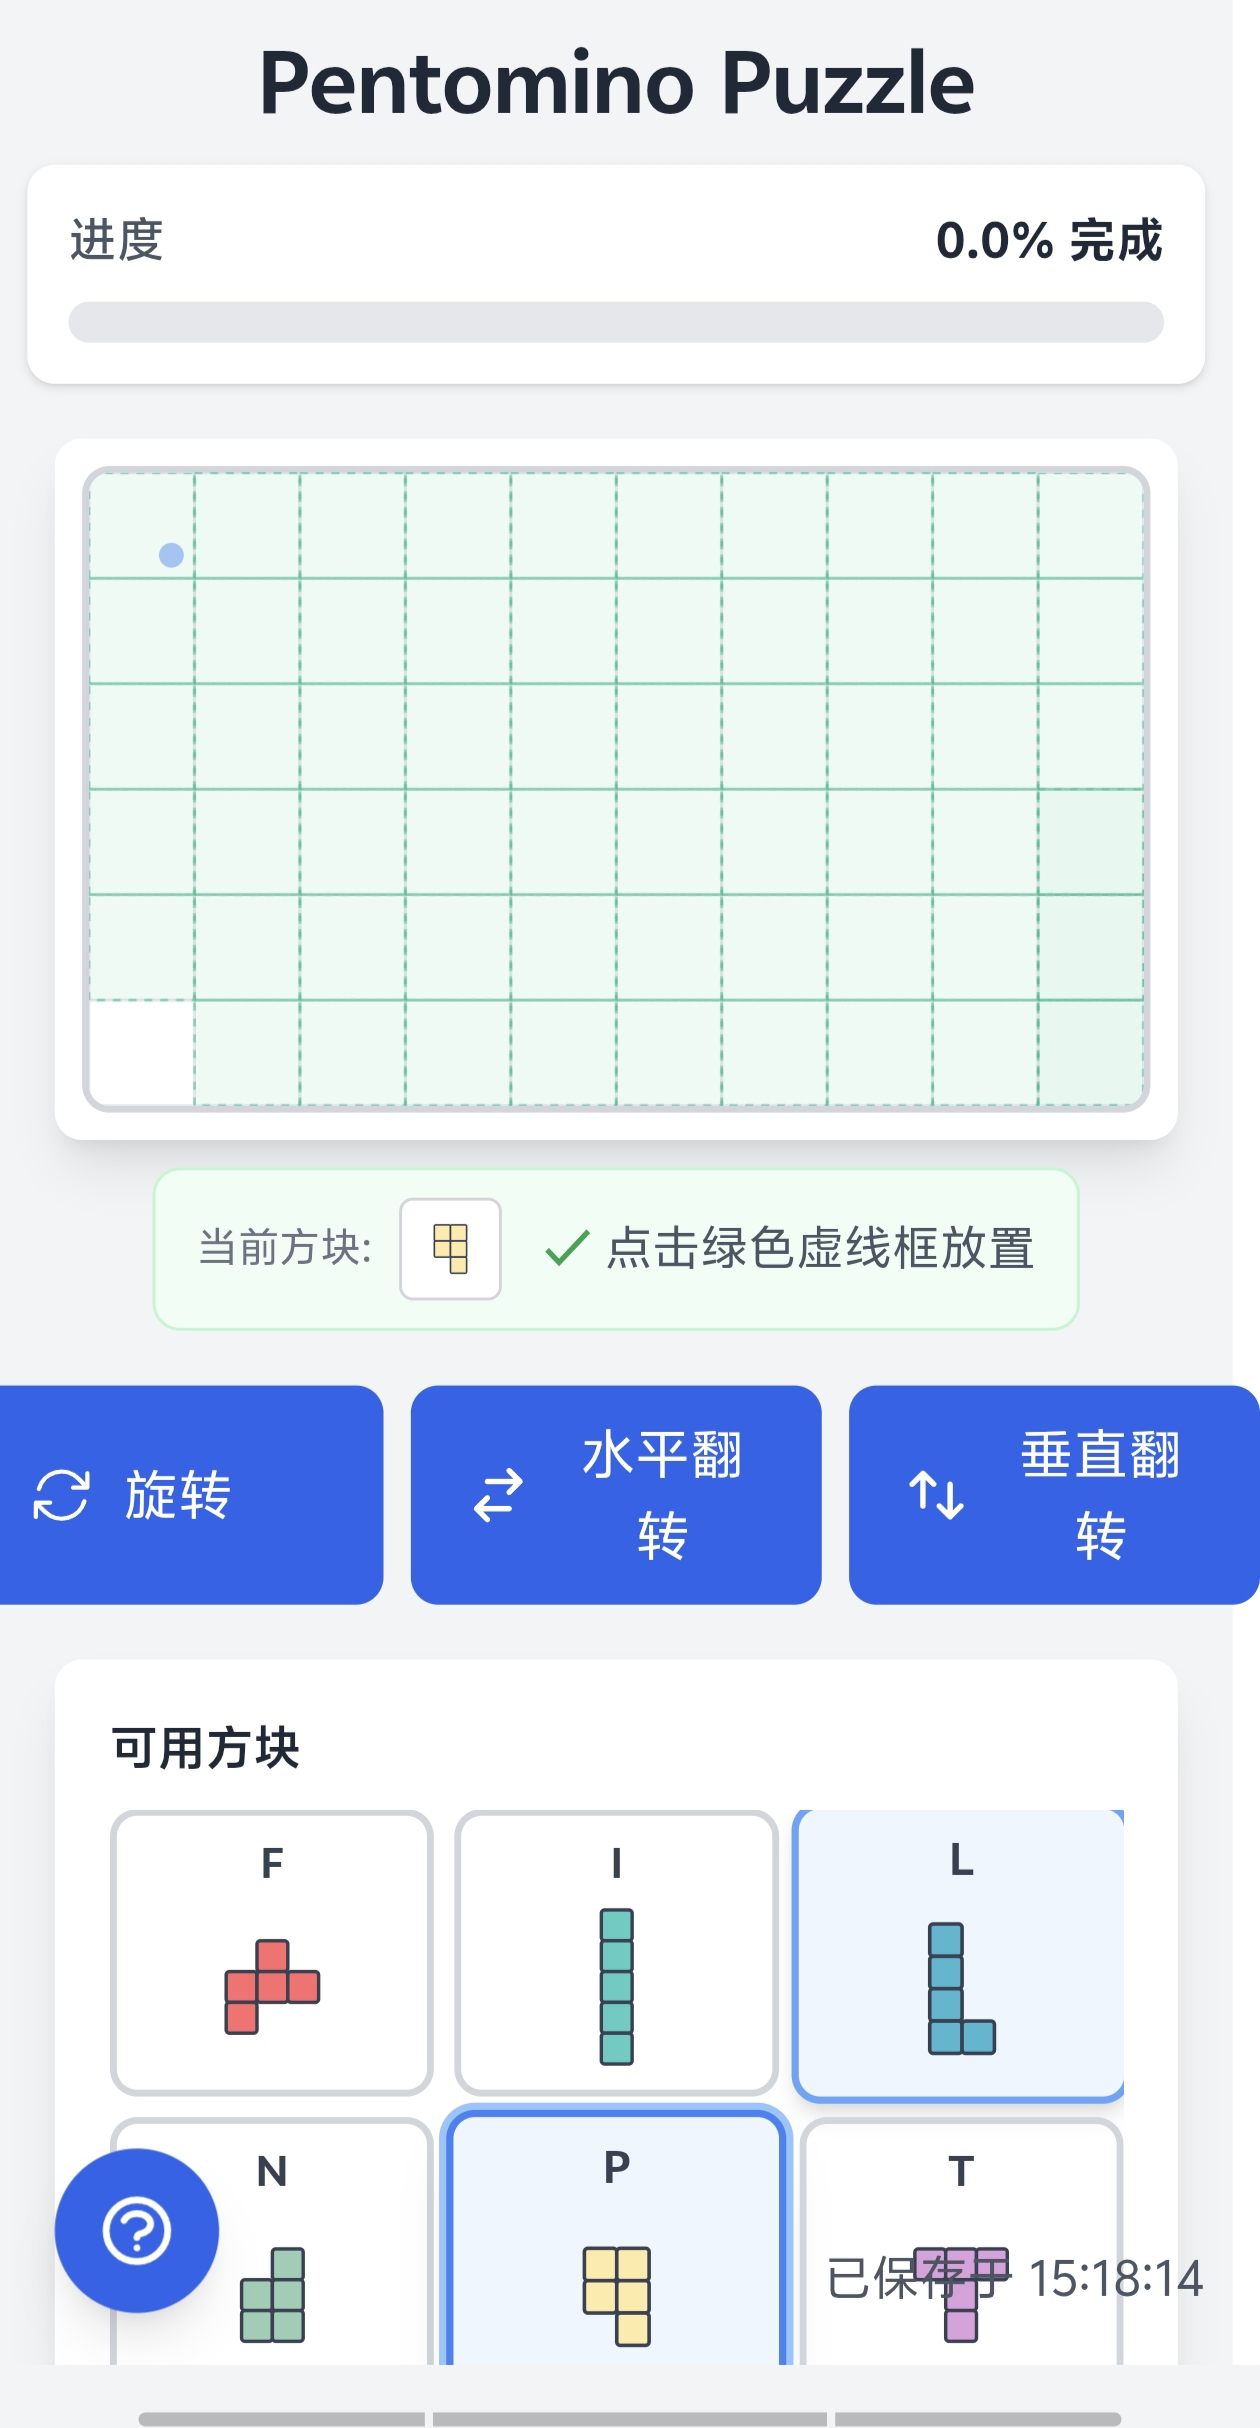 Pentomino Puzzle
进度
0.0% 完成
当前方块:
点击绿色虚线框放置
旋转
水平翻
转
垂直翻
转
可用方块
F
I
L
N
P
T
已保存于 15:18:14